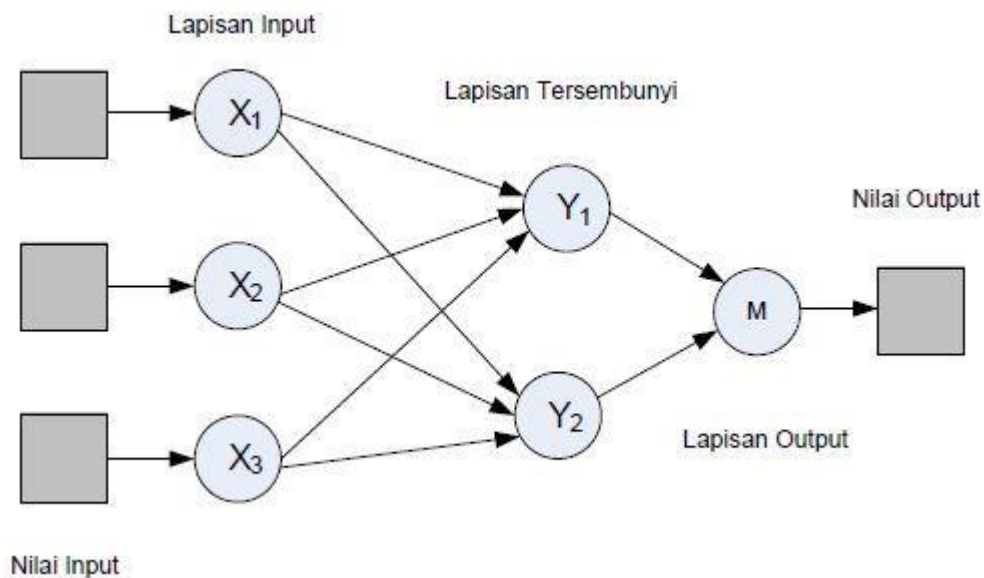 Lapisan Input
Lapisan Tersembunyi
Nilai Output
X1
X2
X3
Y1
Y2
M
Lapisan Output
Nilai Input